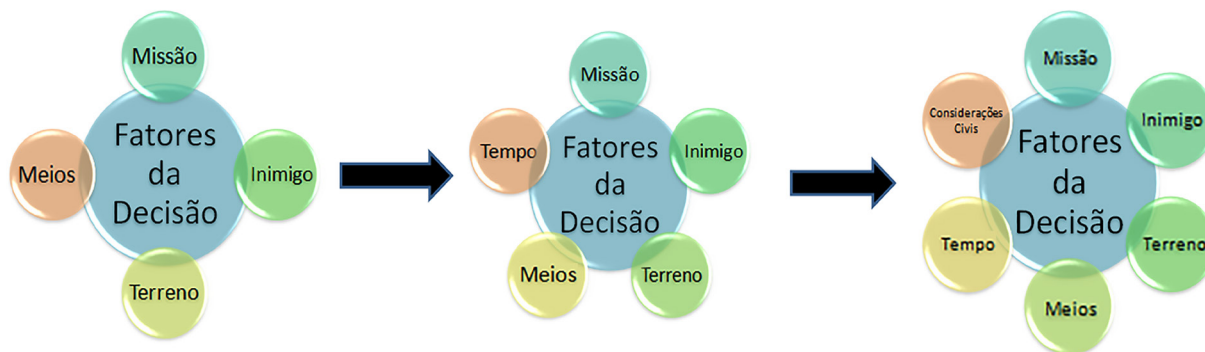 Missão
Fatores
da
Decisão
Meios
Inimigo
Terreno
Missão
Tempo
Fatores
da
Decisão
Inimigo
Meios
Terreno
Missão
Considerações
Civis
Inimigo
Fatores
da
Decisão
Tempo
Terreno
Meios